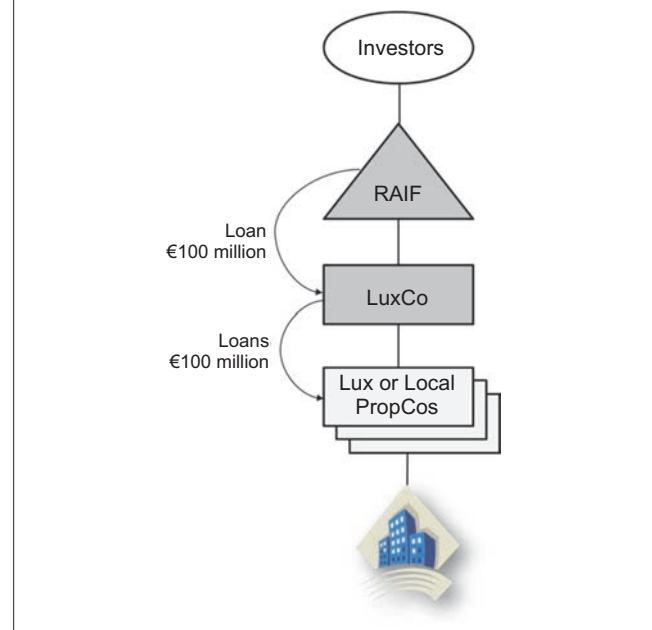 Investors
RAIF
Loan
€100 million
LuxCo
Loans
€100 million
Lux or Local
PropCos